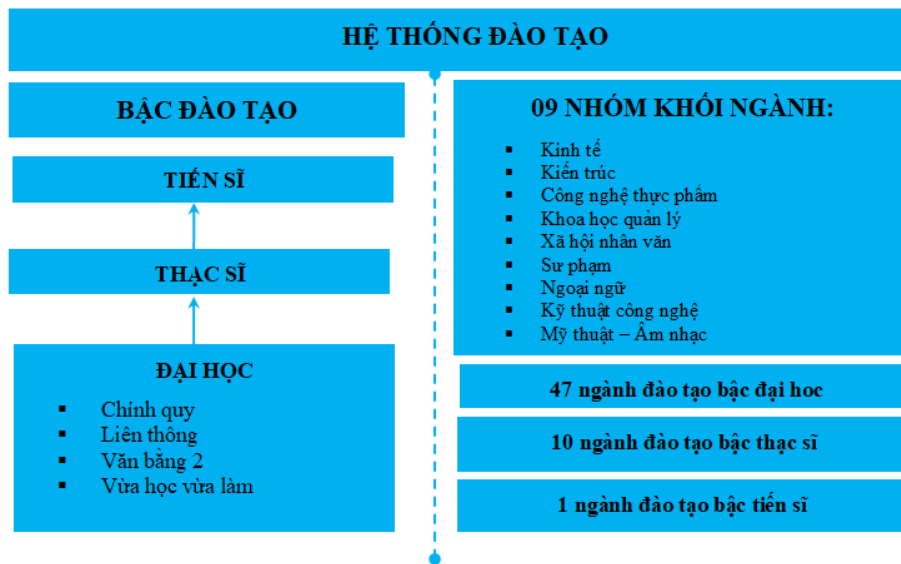 HỆ THỐNG ĐÀO TẠO
BẬC ĐÀO TẠO
TIẾN SĨ
THẠC SĨ
ĐẠI HỌC
▪ Chính quy
▪ Liên thông
▪ Văn bằng 2
▪ Vừa học vừa làm
09 NHÓM KHỐI NGÀNH:
▪ Kinh tế
▪ Kiến trúc
▪ Công nghệ thực phẩm
▪ Khoa học quản lý
▪ Xã hội nhân văn
▪ Sư phạm
▪ Ngoại ngữ
▪ Kỹ thuật công nghệ
▪ Mỹ thuật – Âm nhạc
47 ngành đào tạo bậc đại hoc
10 ngành đào tạo bậc thạc sĩ
1 ngành đào tạo bậc tiến sĩ